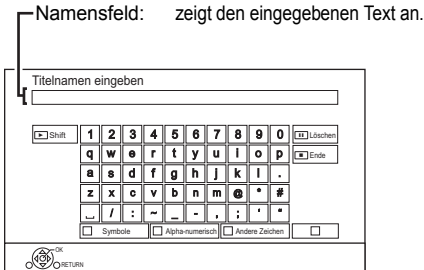 Namensfeld: zeigt den eingegebenen Text an.
Titelnamen eingeben
Shift 1 2 3 4 5 6 7 8 9 0 Löschen
q w e r t y u i o p Ende
a s d f g h j k l .
z x c v b n m @ * #
⎵ / : ~ _ - , ; ' "
Symbole Alpha-numerisch Andere Zeichen
OK
RETURN